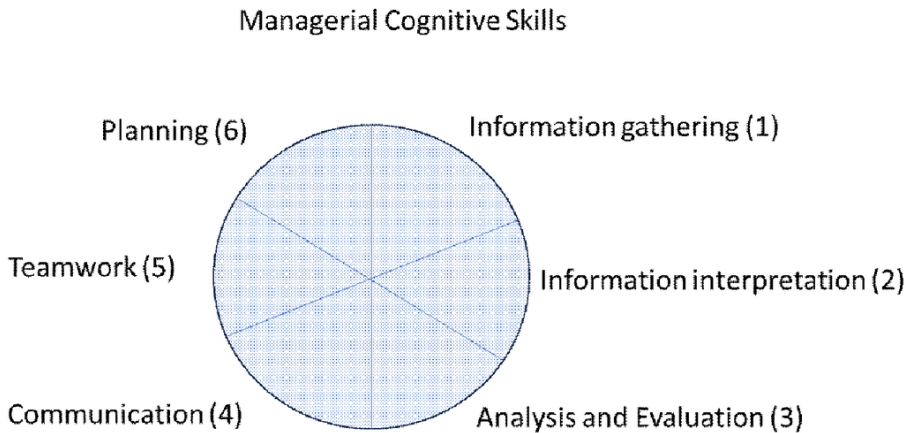 Managerial Cognitive Skills
Planning (6)
Information gathering (1)
Teamwork (5)
Information interpretation (2)
Communication (4)
Analysis and Evaluation (3)